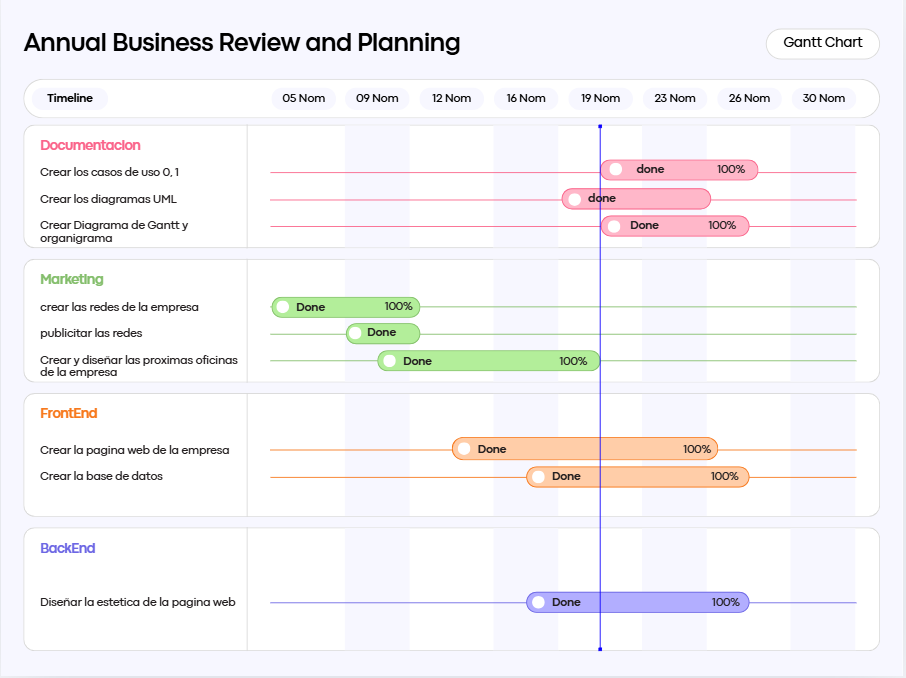 Annual Business Review and Planning
Gantt Chart
Timeline
05 Nom
09 Nom
12 Nom
16 Nom
19 Nom
23 Nom
26 Nom
30 Nom
Documentacion
Crear los casos de uso 0, 1
done
100%
Crear los diagramas UML
done
Crear Diagrama de Gantt y
organigrama
Done
100%
Marketing
crear las redes de la empresa
Done
100%
publicitar las redes
Done
Crear y diseñar las proximas oficinas
de la empresa
Done
100%
FrontEnd
Crear la pagina web de la empresa
Done
100%
Crear la base de datos
Done
100%
BackEnd
Diseñar la estetica de la pagina web
Done
100%